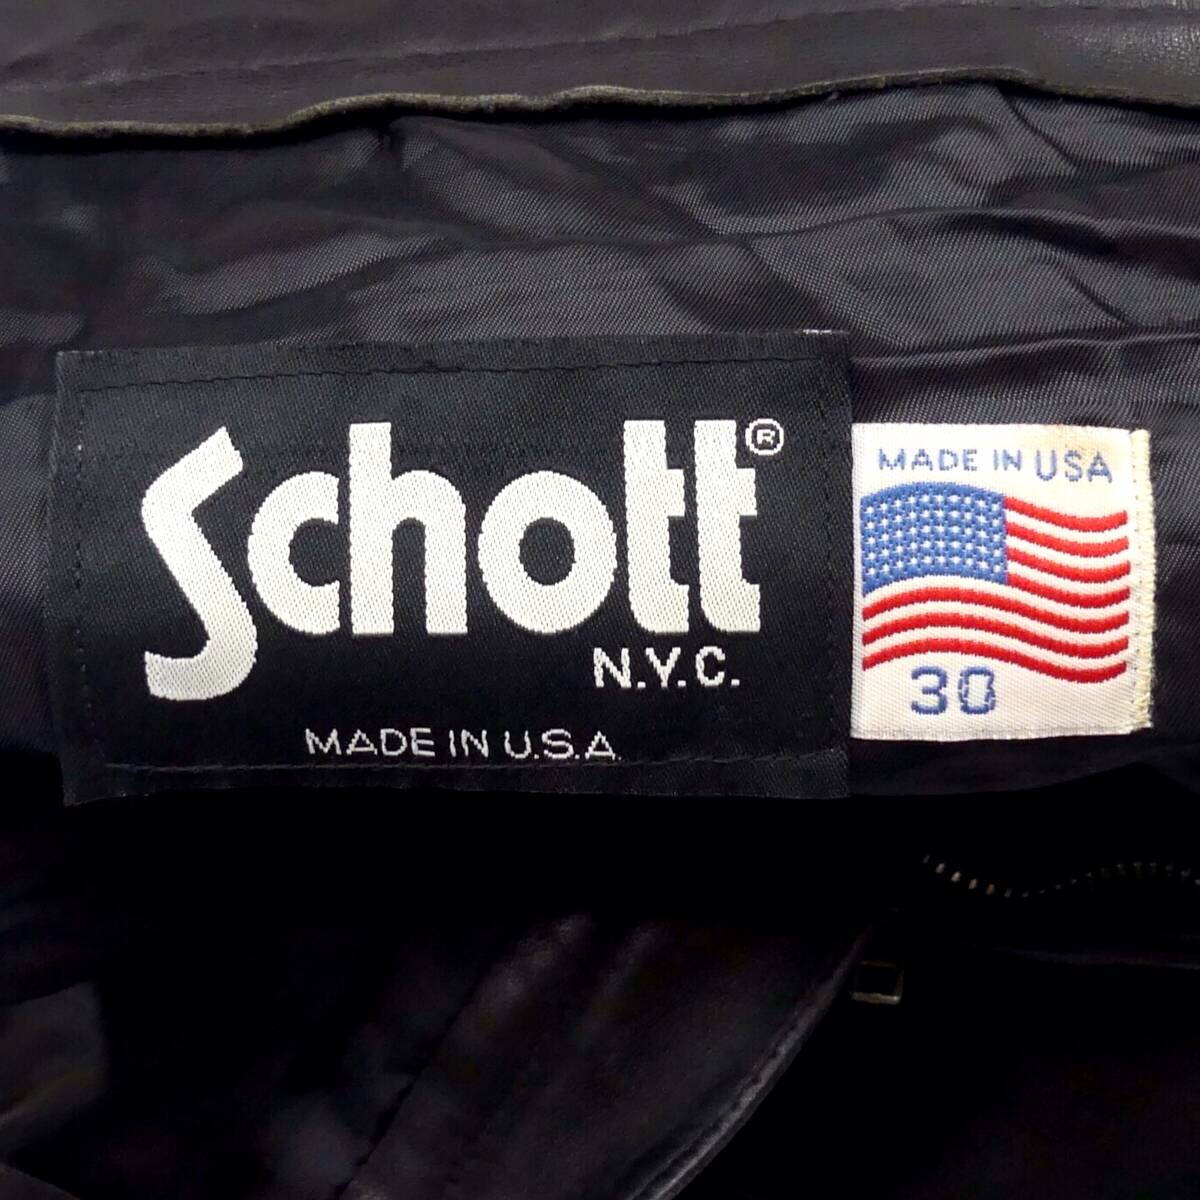 Schott®
N.Y.C.
MADE IN U.S.A.
MADE IN USA
30